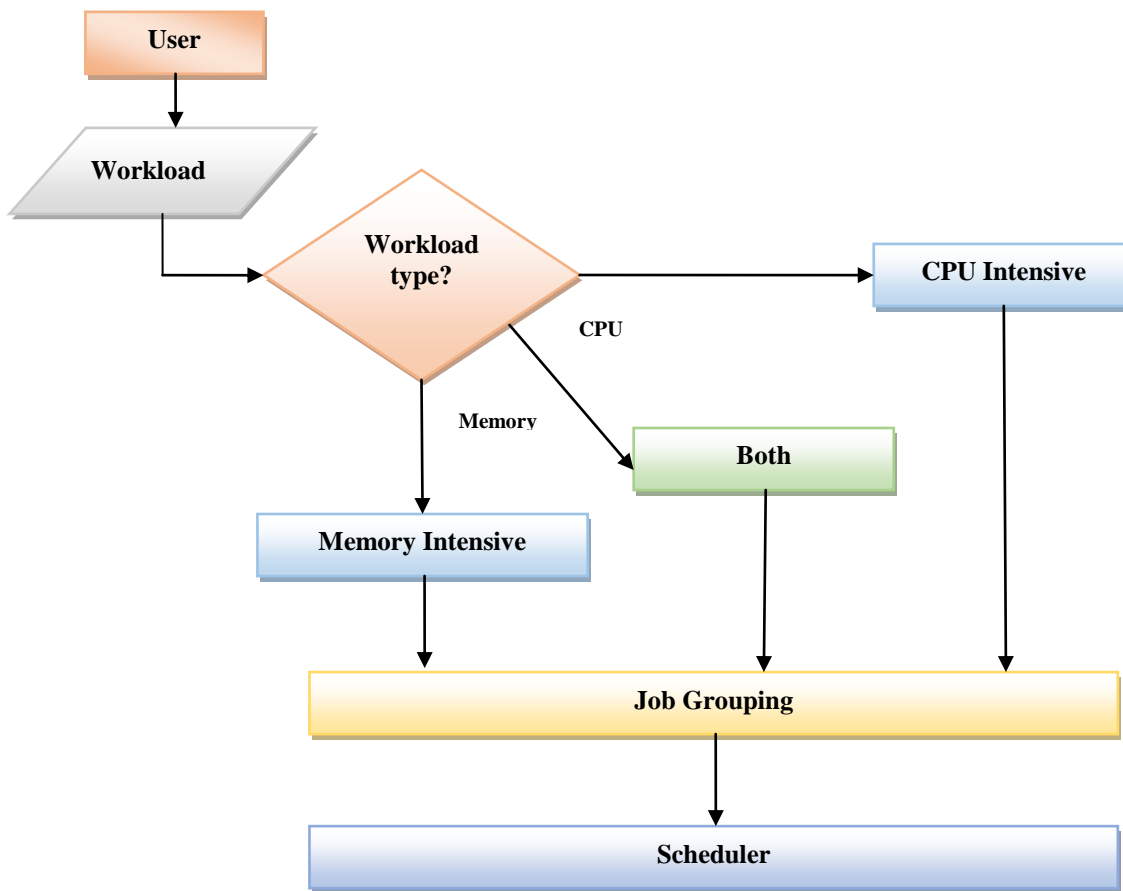 User
Workload
Workload
type?
CPU Intensive
CPU
Memory
Both
Memory Intensive
Job Grouping
Scheduler